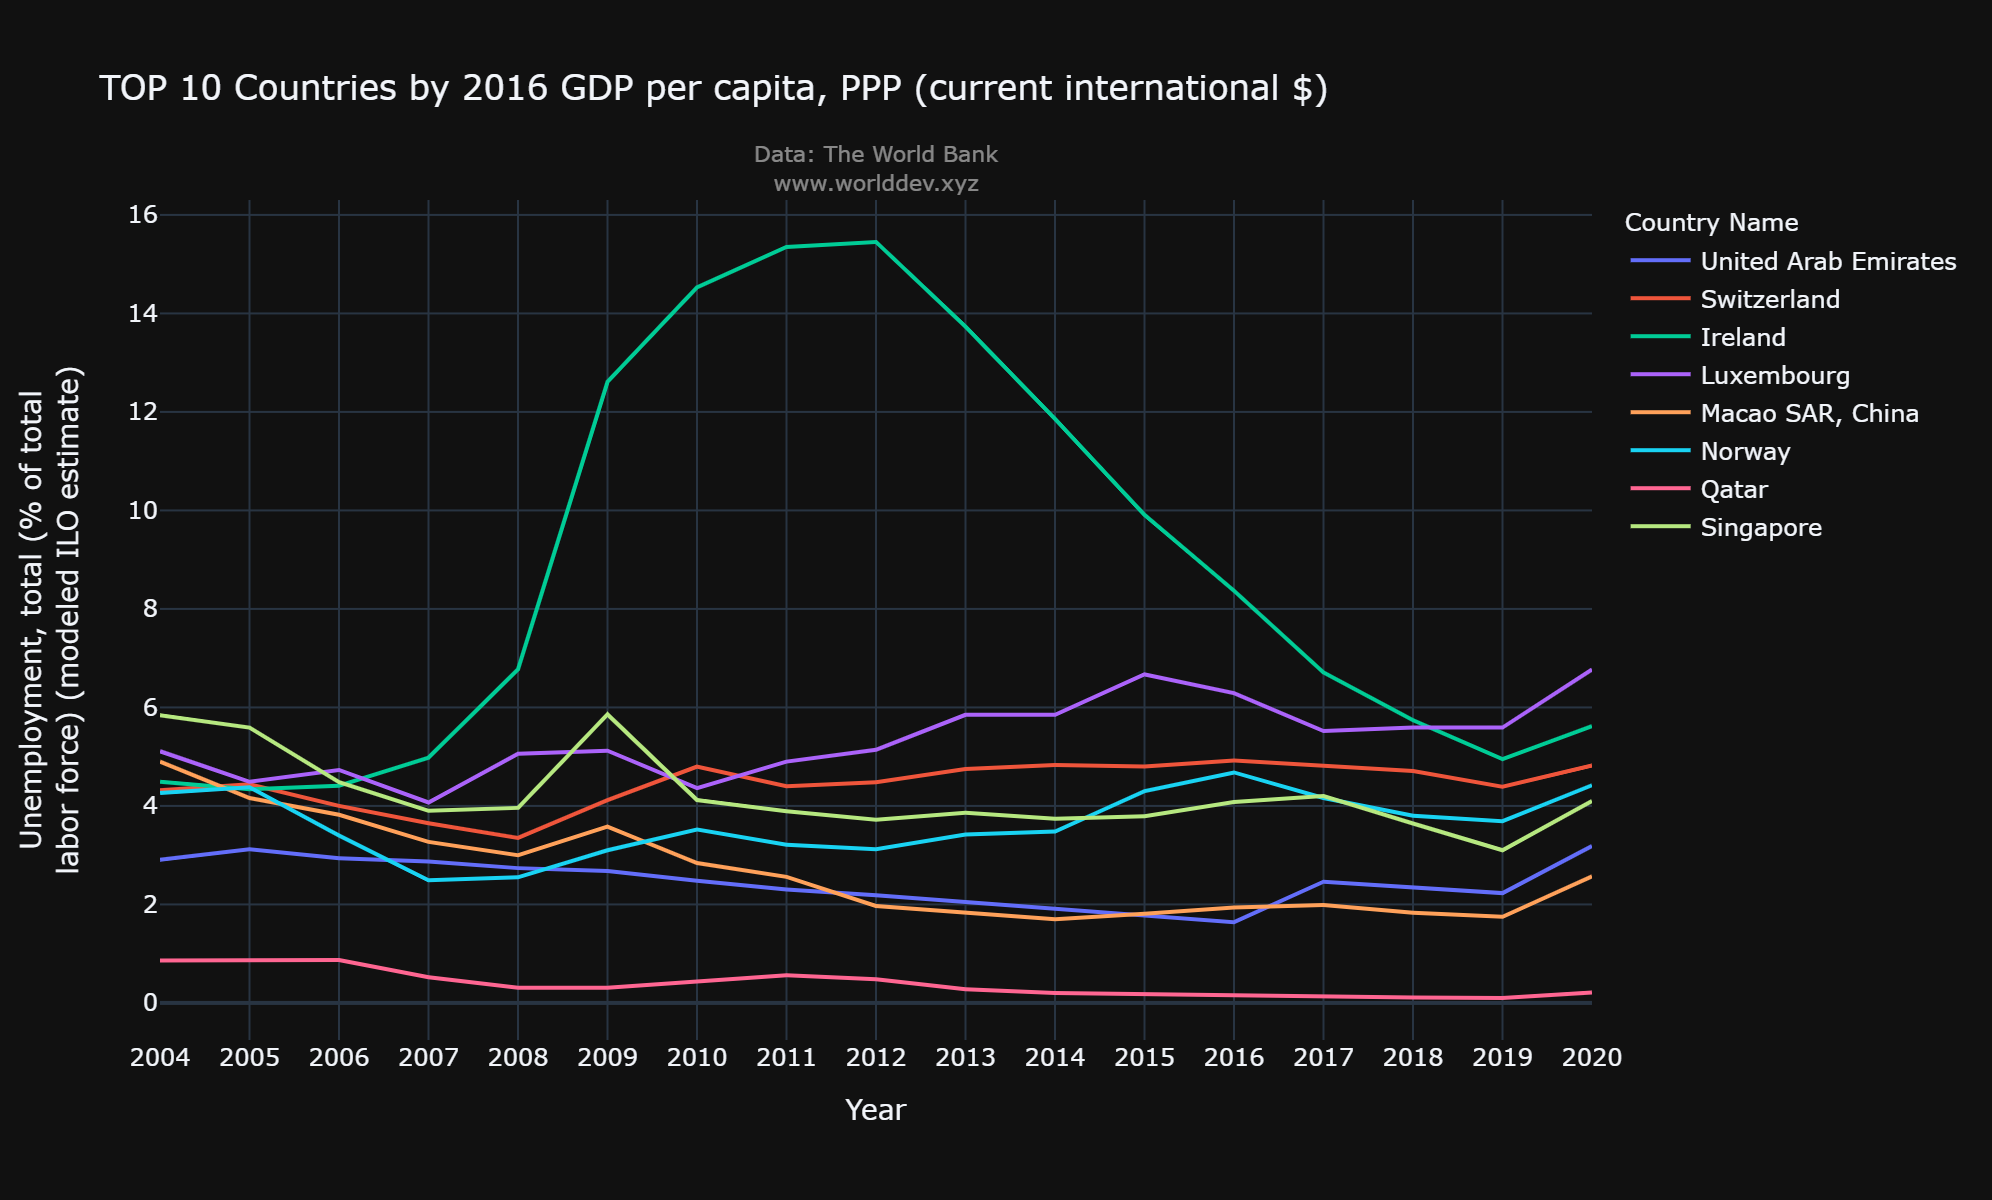 TOP 10 Countries by 2016 GDP per capita, PPP (current international $)
Data: The World Bank
www.worlddev.xyz
Unemployment, total (% of total
labor force) (modeled ILO estimate)
16
14
12
10
8
6
4
2
0
2004 2005 2006 2007 2008 2009 2010 2011 2012 2013 2014 2015 2016 2017 2018 2019 2020
Year
Country Name
United Arab Emirates
Switzerland
Ireland
Luxembourg
Macao SAR, China
Norway
Qatar
Singapore